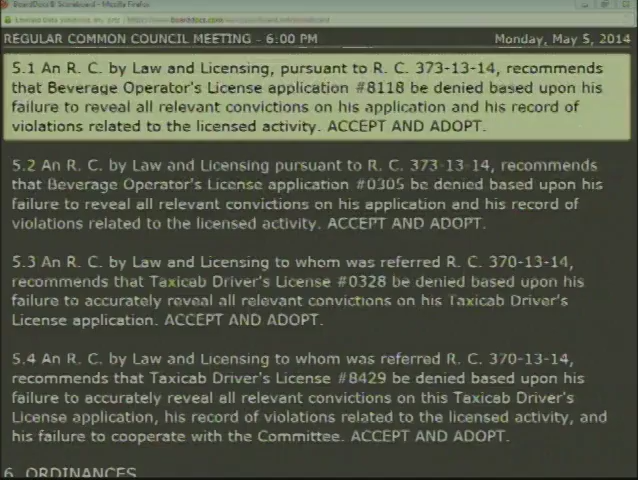 BoardDocs® Scoreboard - Mozilla Firefox
REGULAR COMMON COUNCIL MEETING - 6:00 PM
Monday, May 5, 2014
5.1 An R. C. by Law and Licensing, pursuant to R. C. 373-13-14, recommends
that Beverage Operator's License application #8118 be denied based upon his
failure to reveal all relevant convictions on his application and his record of
violations related to the licensed activity. ACCEPT AND ADOPT.
5.2 An R. C. by Law and Licensing pursuant to R. C. 373-13-14, recommends
that Beverage Operator's License application #0305 be denied based upon his
failure to reveal all relevant convictions on his application and his record of
violations related to the licensed activity. ACCEPT AND ADOPT.
5.3 An R. C. by Law and Licensing to whom was referred R. C. 370-13-14,
recommends that Taxicab Driver's License #0328 be denied based upon his
failure to accurately reveal all relevant convictions on his Taxicab Driver's
License application. ACCEPT AND ADOPT.
5.4 An R. C. by Law and Licensing to whom was referred R. C. 370-13-14,
recommends that Taxicab Driver's License #8429 be denied based upon his
failure to accurately reveal all relevant convictions on this Taxicab Driver's
License application, his record of violations related to the licensed activity, and
his failure to cooperate with the Committee. ACCEPT AND ADOPT.
6. ORDINANCES